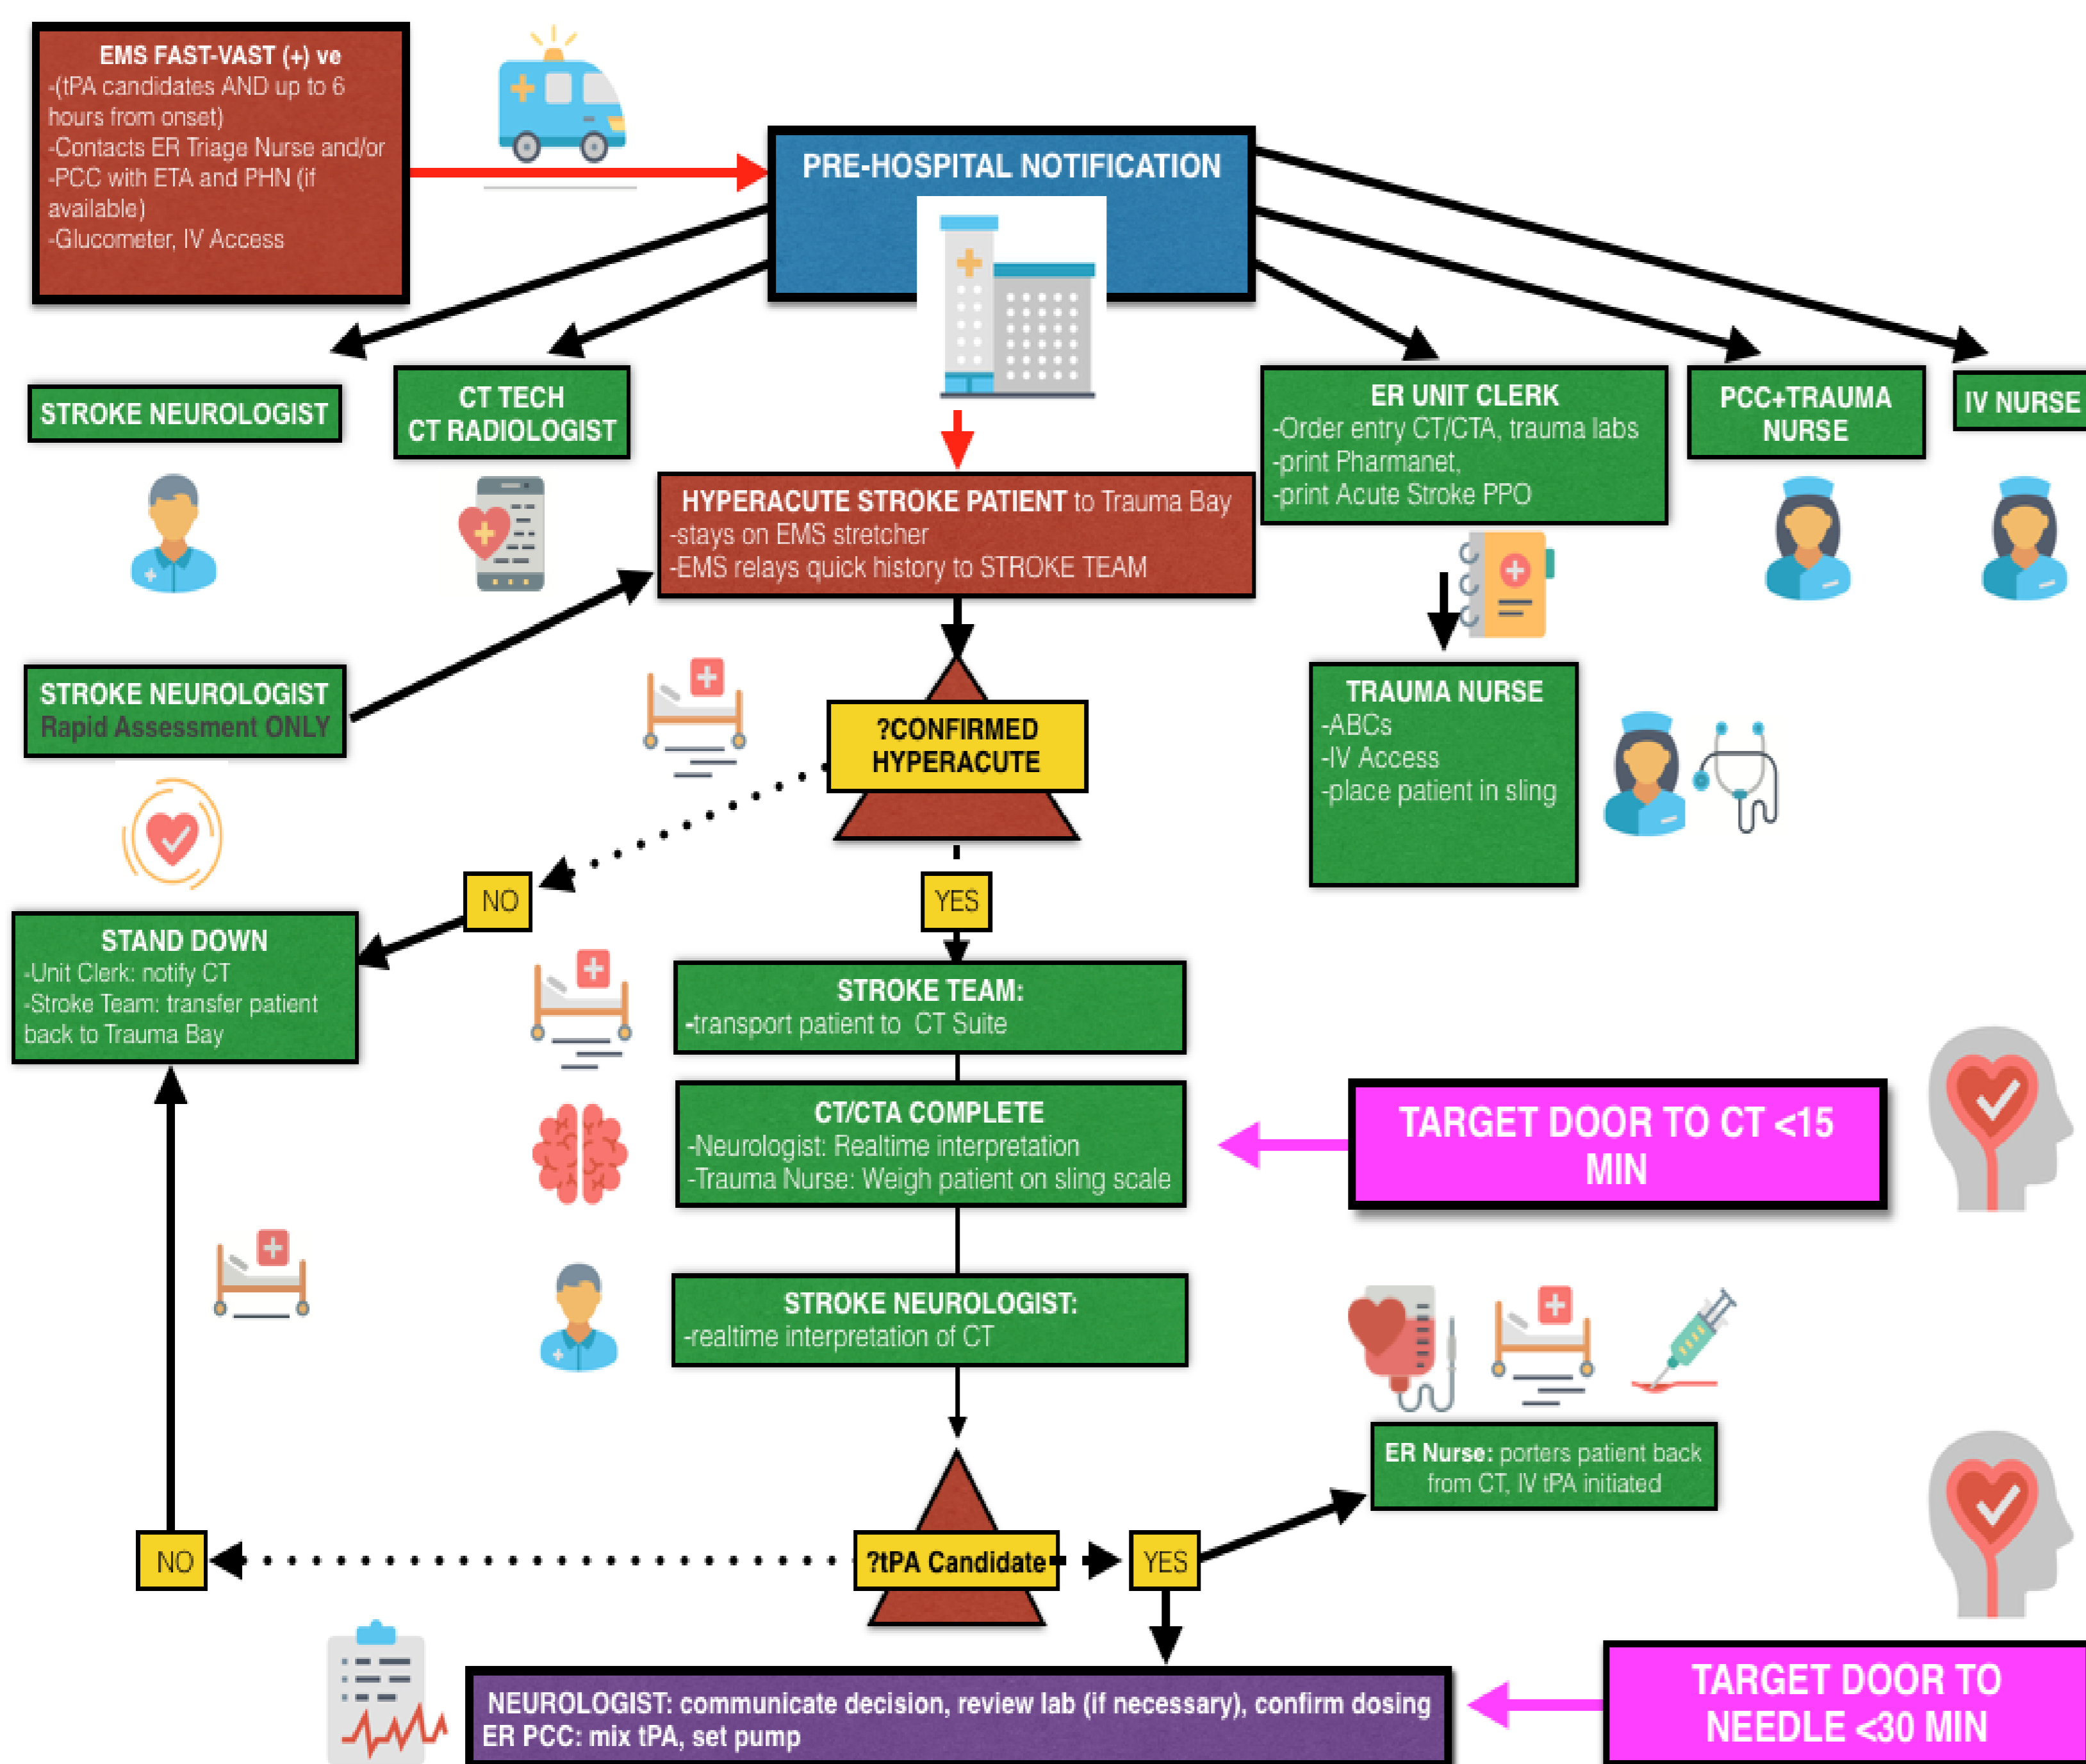 EMS FAST-VAST (+) ve
-(tPA candidates AND up to 6
hours from onset)
-Contacts ER Triage Nurse and/or
-PCC with ETA and PHN (if
available)
-Glucometer, IV Access
PRE-HOSPITAL NOTIFICATION
STROKE NEUROLOGIST
CT TECH
CT RADIOLOGIST
ER UNIT CLERK
-Order entry CT/CTA, trauma labs
-print Pharmanet,
-print Acute Stroke PPO
PCC+TRAUMA
NURSE
IV NURSE
HYPERACUTE STROKE PATIENT to Trauma Bay
-stays on EMS stretcher
-EMS relays quick history to STROKE TEAM
STROKE NEUROLOGIST
Rapid Assessment ONLY
?CONFIRMED
HYPERACUTE
TRAUMA NURSE
-ABCs
-IV Access
-place patient in sling
NO
YES
STAND DOWN
-Unit Clerk: notify CT
-Stroke Team: transfer patient
back to Trauma Bay
STROKE TEAM:
-transport patient to CT Suite
CT/CTA COMPLETE
-Neurologist: Realtime interpretation
-Trauma Nurse: Weigh patient on sling scale
TARGET DOOR TO CT <15
MIN
STROKE NEUROLOGIST:
-realtime interpretation of CT
ER Nurse: porters patient back
from CT, IV tPA initiated
NO
?tPA Candidate
YES
NEUROLOGIST: communicate decision, review lab (if necessary), confirm dosing
ER PCC: mix tPA, set pump
TARGET DOOR TO
NEEDLE <30 MIN